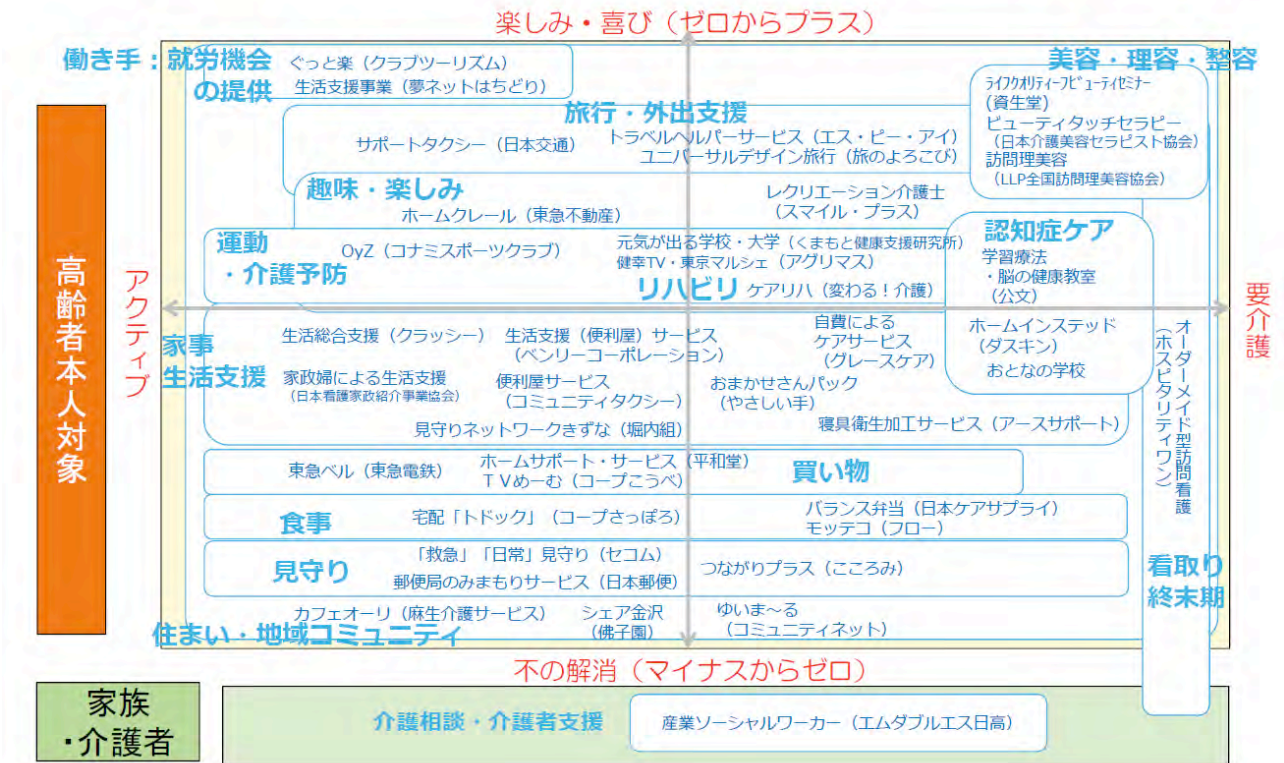 楽しみ・喜び（ゼロからプラス）
働き手：就労機会
の提供
ぐっと楽（クラブツーリズム）
生活支援事業（夢ネットはちどり）
美容・理容・整容
ﾗｲﾌｸｵﾘﾃｨｰﾌﾋﾞｭｰﾃｨｾﾐﾅｰ
(資生堂)
ビューティタッチセラピー
（日本介護美容セラピスト協会）
訪問理美容
（LLP全国訪問理美容協会）
旅行・外出支援
サポートタクシー（日本交通）
トラベルヘルパーサービス（エス・ピー・アイ）
ユニバーサルデザイン旅行（旅のよろこび）
趣味・楽しみ
ホームクレール（東急不動産）
レクリエーション介護士
（スマイル・プラス）
運動
・介護予防
OyZ（コナミスポーツクラブ）
元気が出る学校・大学（くまもと健康支援研究所）
健幸TV・東京マルシェ（アグリマス）
リハビリ
ケアリハ（変わる！介護）
認知症ケア
学習療法
・脳の健康教室
（公文）
ホームインステッド
（ダスキン）
おとなの学校
高齢者本人対象
アクティブ
要介護
家事
生活支援
生活総合支援（クラッシー）
生活支援（便利屋）サービス
（ベンリーコーポレーション）
自費による
ケアサービス
（グレースケア）
家政婦による生活支援
（日本看護家政紹介事業協会）
便利屋サービス
（コミュニティタクシー）
おまかせさんパック
（やさしい手）
見守りネットワークきずな（堀内組）
寝具衛生加工サービス（アースサポート）
オーダーメイド型訪問看護
（ホスピタリティワン）
東急ベル（東急電鉄）
ホームサポート・サービス（平和堂）
ＴＶめーむ（コープこうべ）
買い物
食事
宅配「トドック」（コープさっぽろ）
バランス弁当（日本ケアサプライ）
モッテコ（フロー）
見守り
「救急」「日常」見守り（セコム）
郵便局のみまもりサービス（日本郵便）
つながりプラス（こころみ）
看取り
終末期
カフェオーリ（麻生介護サービス）
シェア金沢
（佛子園）
ゆいま～る
（コミュニティネット）
住まい・地域コミュニティ
不の解消（マイナスからゼロ）
家族
・介護者
介護相談・介護者支援
産業ソーシャルワーカー（エムダブルエス日高）